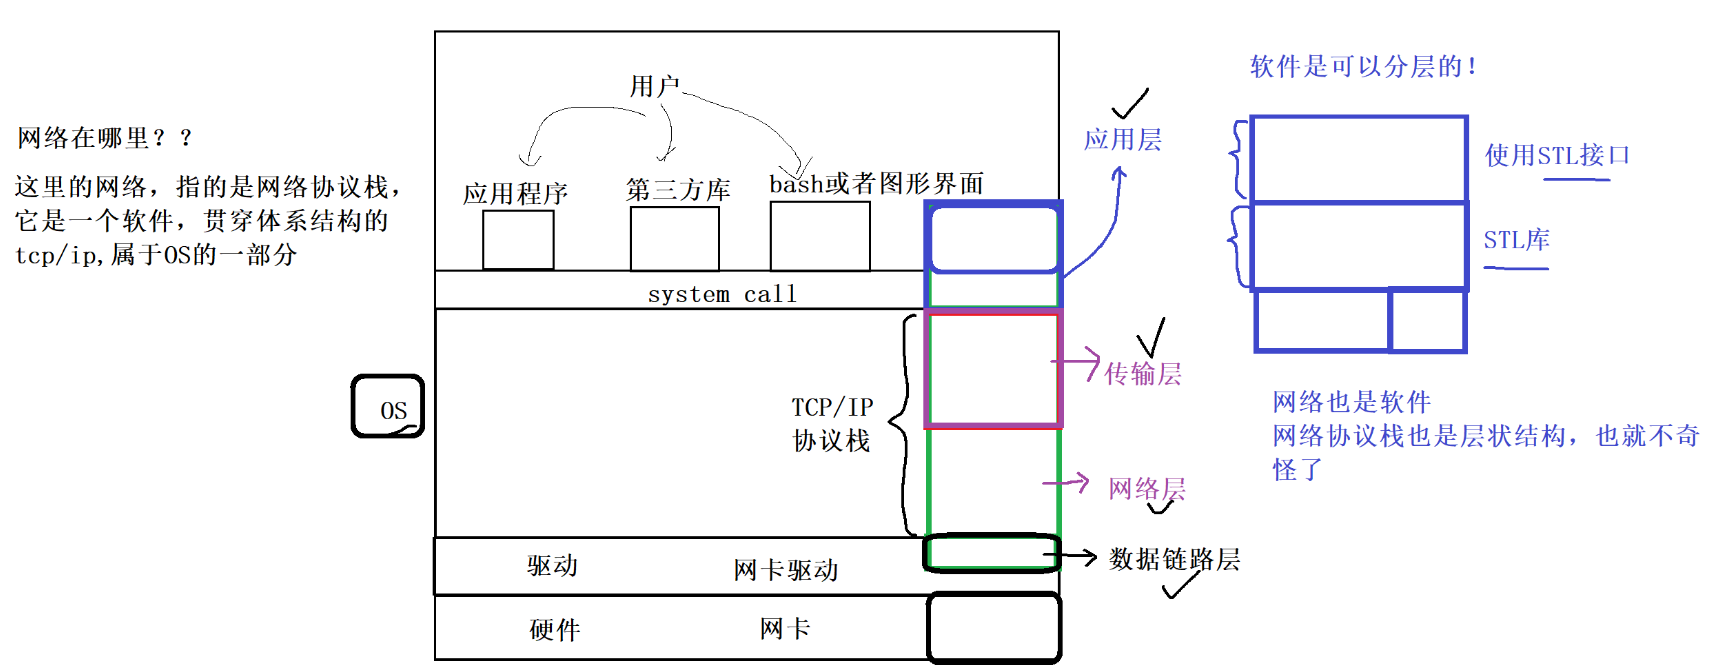 网络在哪里？？
这里的网络，指的是网络协议栈，
它是一个软件，贯穿体系结构的
tcp/ip,属于OS的一部分
OS
用户
应用程序
第三方库
bash或者图形界面
system call
TCP/IP
协议栈
驱动
网卡驱动
硬件
网卡
应用层
传输层
网络层
数据链路层
软件是可以分层的！
使用STL接口
STL库
网络也是软件
网络协议栈也是层状结构，也就不奇
怪了